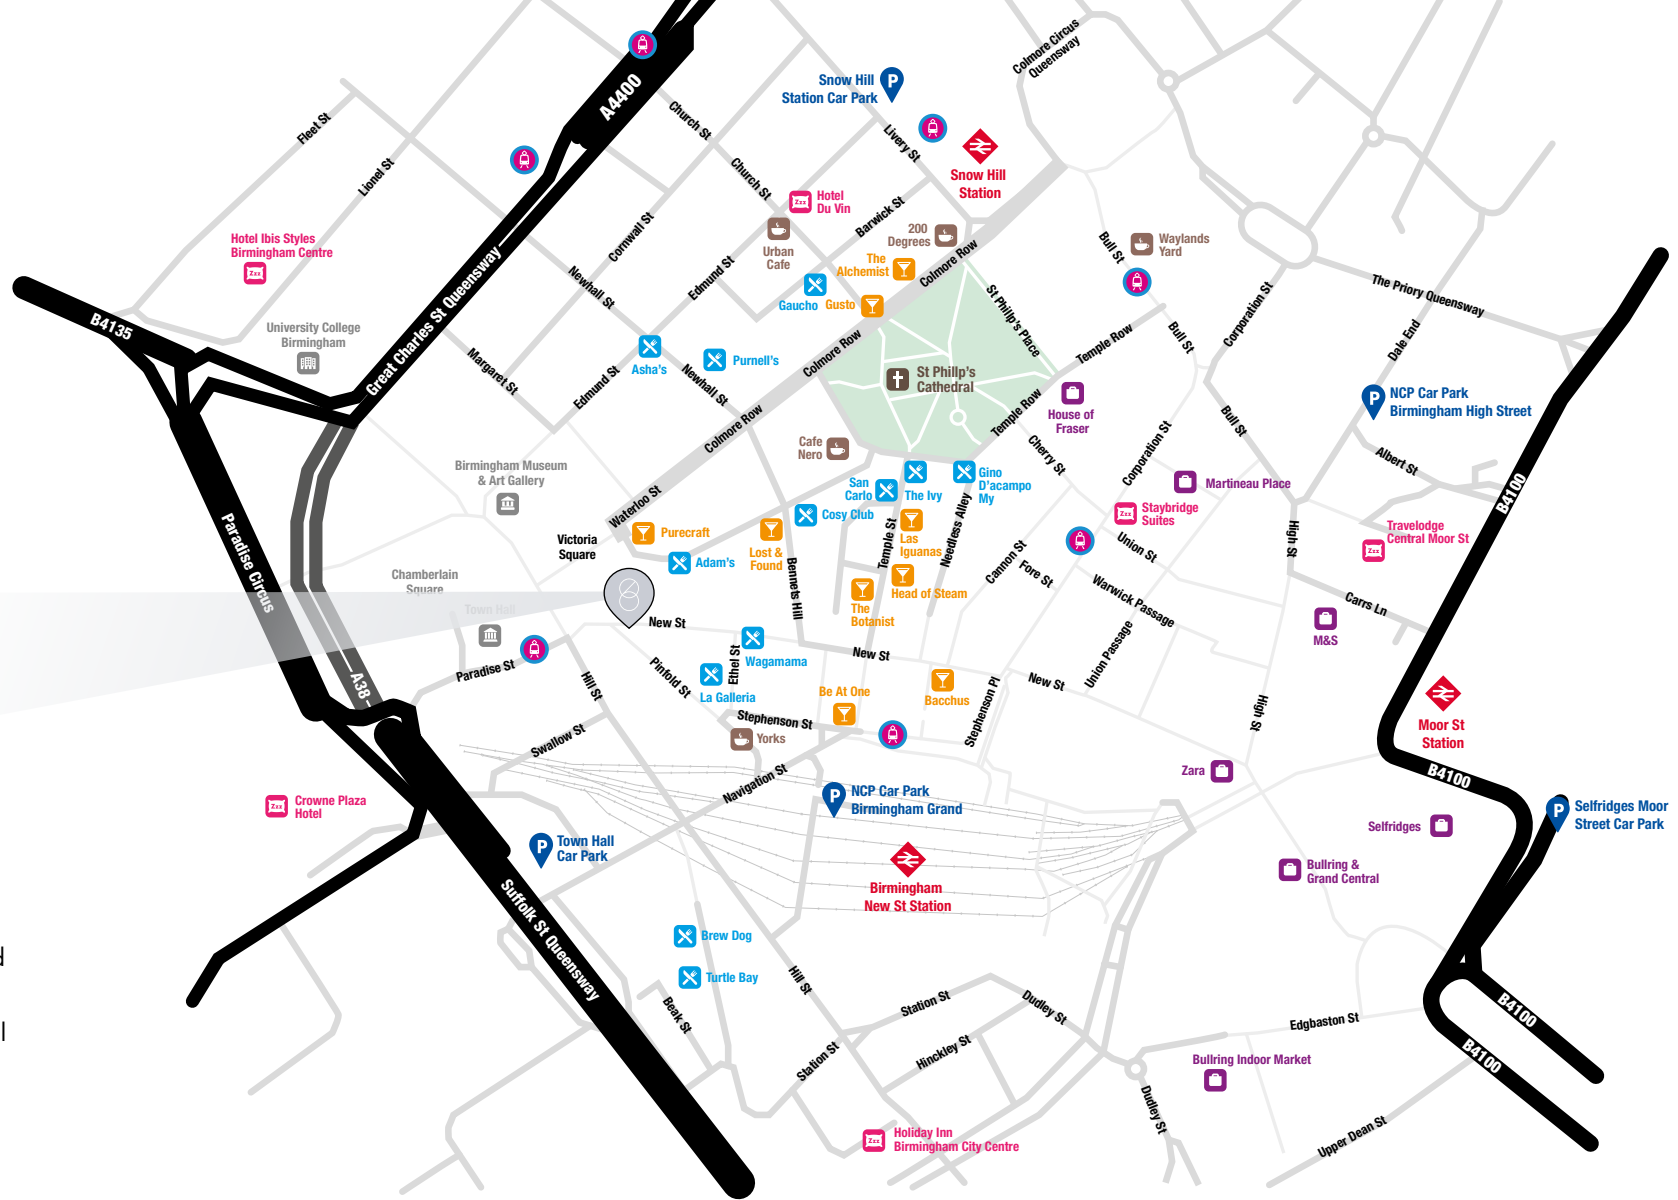 A4400
Snow Hill
Station Car Park
Colmore Circus
Queensway
Church St
Fleet St
Livery St
Lionel St
Church St
Snow Hill
Station
Hotel
Du Vin
Barwick St
Cornwall St
200
Degrees
Hotel Ibis Styles
Birmingham Centre
Urban
Cafe
Bull St
Waylands
Yard
The
Alchemist
Colmore Row
Edmund St
Newhall St
Great Charles St Queensway
Gaucho
Gusto
St Phillp's Place
Corporation St
The Priory Queensway
B4135
University College
Birmingham
Temple Row
Bull St
Dale End
Colmore Row
Margaret St
Asha's
Purnell's
Edmund St
Newhall St
St Phillp's
Cathedral
NCP Car Park
Birmingham High Street
House of
Fraser
Temple Row
Colmore Row
Bull St
Cafe
Nero
Cherry St
Corporation St
Albert St
Birmingham Museum
& Art Gallery
Gino
D'acampo
My
San
Carlo
The Ivy
Martineau Place
B4100
Waterloo St
Cosy Club
Staybridge
Suites
Purecraft
Travelodge
Central Moor St
Victoria
Square
Lost &
Found
Las
Iguanas
Temple St
Needless Alley
Union St
High St
Adam's
Cannon St
Fore St
Paradise Circus
Chamberlain
Square
Bennets Hill
Head of Steam
Warwick Passage
Carrs Ln
Town Hall
The
Botanist
New St
M&S
Wagamama
New St
Union Passage
Ethel St
Paradise St
Pinfold St
La Galleria
Hill St
A38
New St
Be At One
Bacchus
Stephenson Pl
High St
Stephenson St
Yorks
Moor St
Station
Swallow St
Zara
B4100
Navigation St
NCP Car Park
Birmingham Grand
Crowne Plaza
Hotel
Selfridges Moor
Street Car Park
Selfridges
Town Hall
Car Park
Bullring &
Grand Central
Birmingham
New St Station
Suffolk St Queensway
Brew Dog
d
Turtle Bay
Hill St
Beak St
Station St
Dudley St
B4100
Edgbaston St
l
Hinckley St
Station St
B4100
Bullring Indoor Market
Dudley St
Upper Dean St
Holiday Inn
Birmingham City Centre